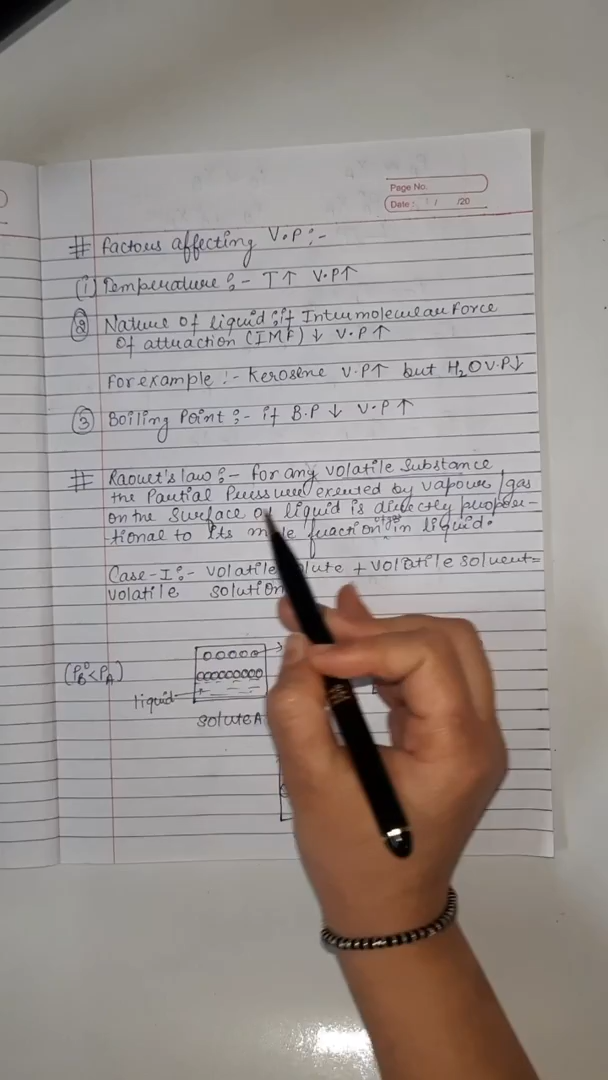 Page No.
Date : / /20
# Factors affecting V.P :-
(i) Temperature :- T↑ V.P↑
② Nature of liquid : if Intermolecular Force
Of attraction (IMF) ↓ V.P ↑
For example :- Kerosene V.P↑ but H₂O V.P↓
③ Boiling Point :- if B.P ↓ V.P ↑
# Raoult's law :- for any volatile substance
the Partial Pressure exerted by vapour/gas
on the Surface of liquid is directly propor-
tional to its mole fraction in liquid.
Case-I :- volatile solute + volatile solvent =
volatile solution
(P°B < P°A)
liquid
Solute A